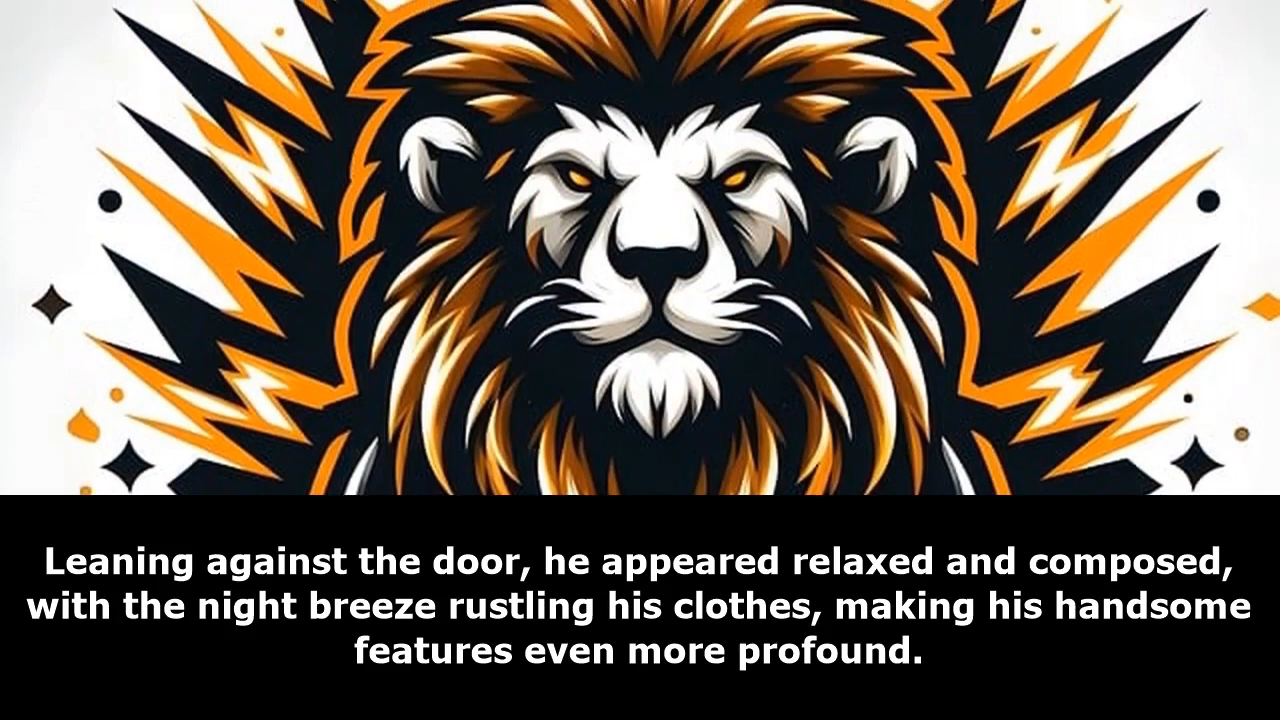 Leaning against the door, he appeared relaxed and composed,
with the night breeze rustling his clothes, making his handsome
features even more profound.